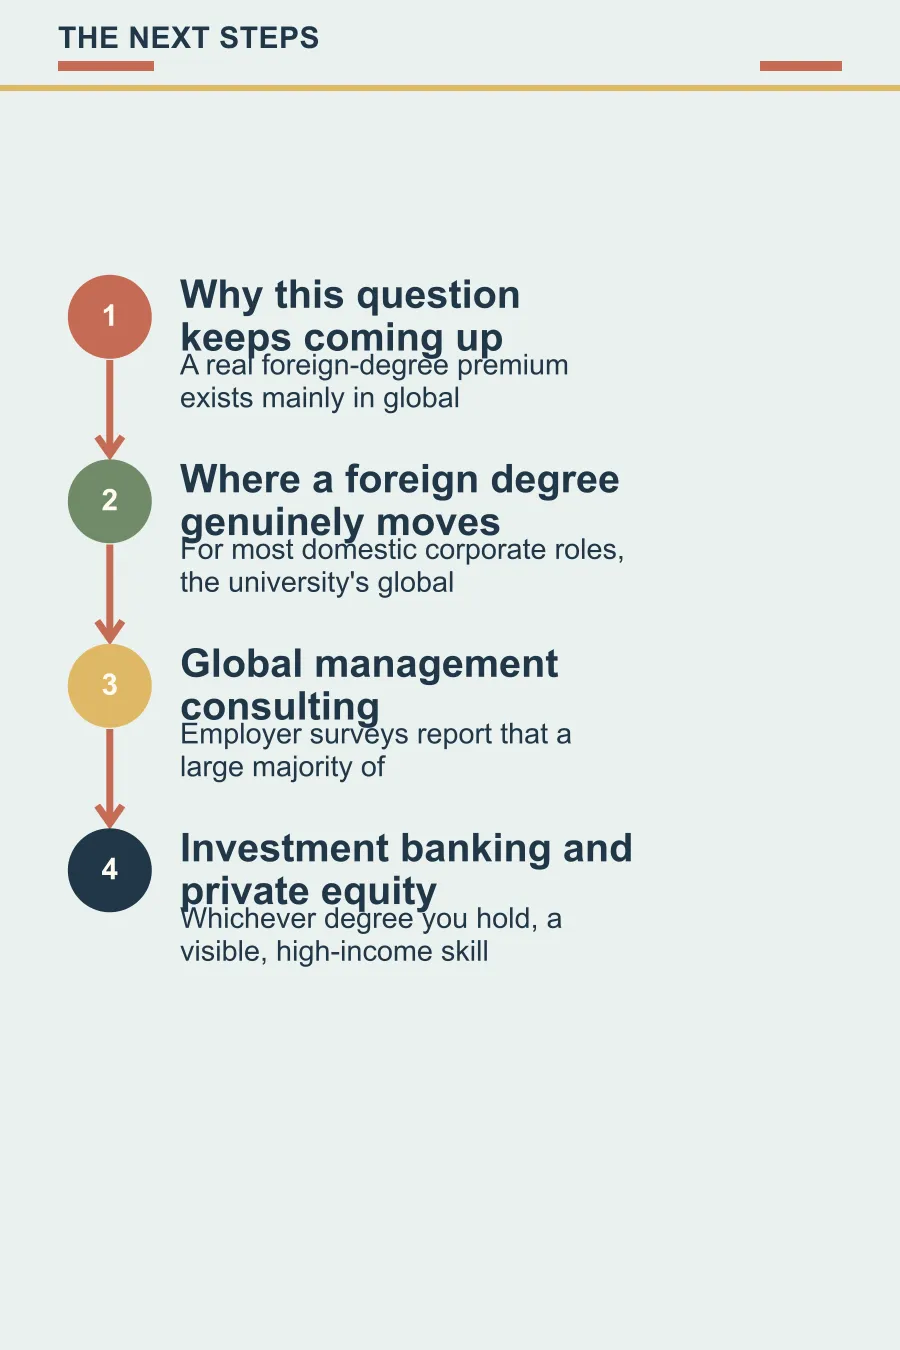 THE NEXT STEPS
1
Why this question
keeps coming up
A real foreign-degree premium
exists mainly in global
2
Where a foreign degree
genuinely moves
For most domestic corporate roles,
the university's global
3
Global management
consulting
Employer surveys report that a
large majority of
4
Investment banking and
private equity
Whichever degree you hold, a
visible, high-income skill